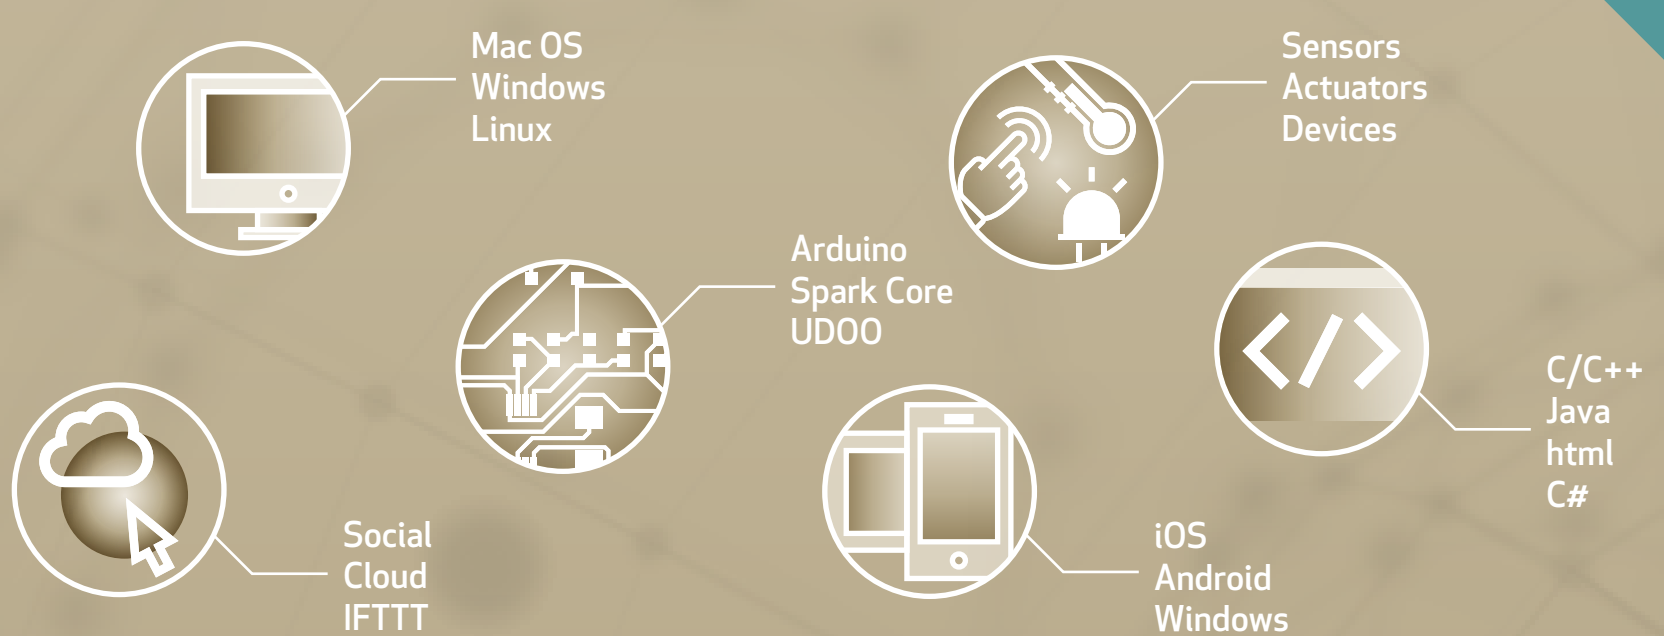 Mac OS
Windows
Linux
Sensors
Actuators
Devices
Arduino
Spark Core
UDOO
C/C++
Java
html
C#
Social
Cloud
IFTTT
iOS
Android
Windows